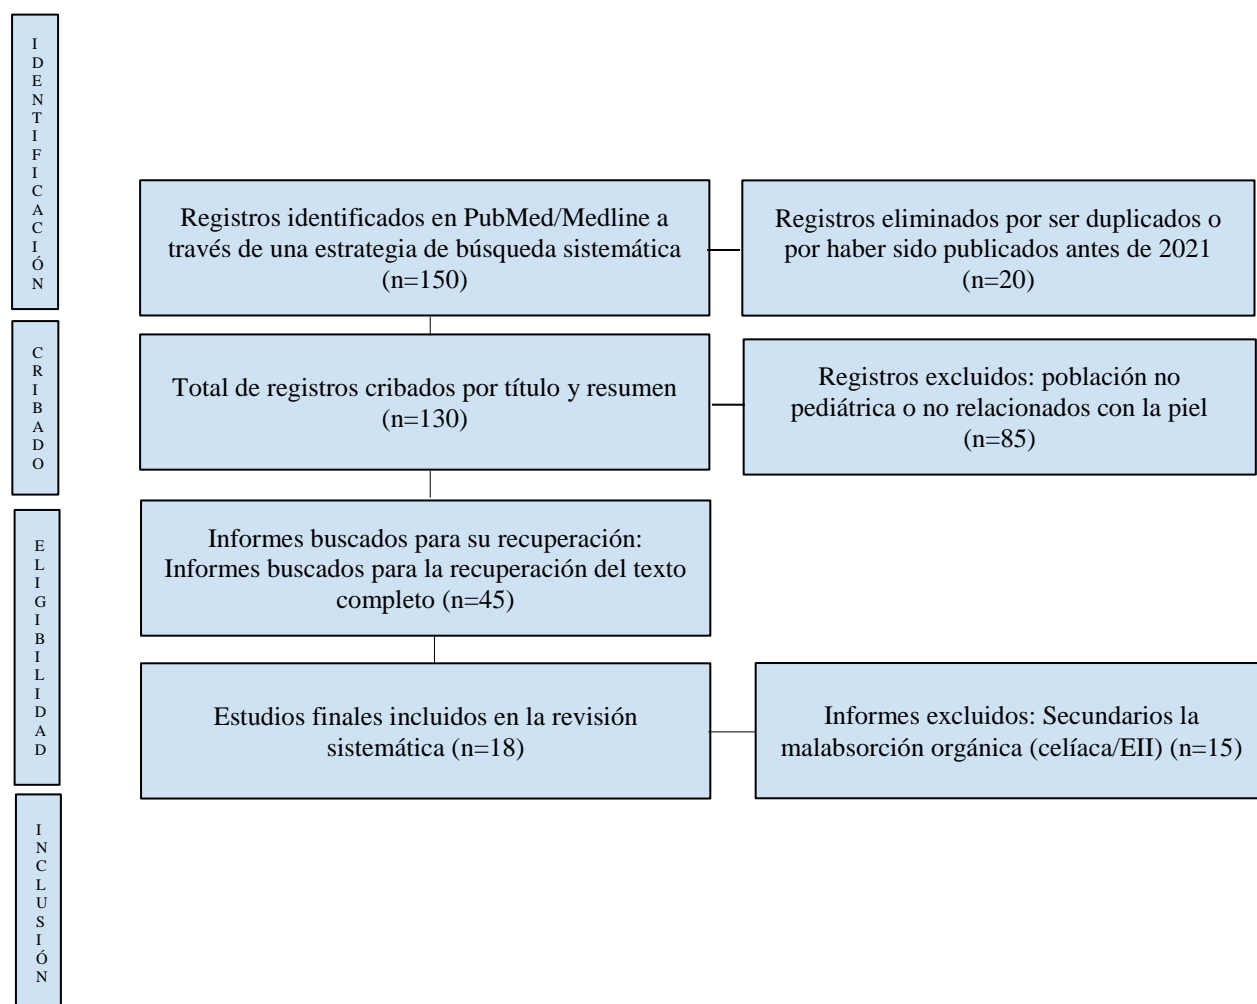 IDENTIFICACIÓN
Registros identificados en PubMed/Medline a
través de una estrategia de búsqueda sistemática
(n=150)
Registros eliminados por ser duplicados o
por haber sido publicados antes de 2021
(n=20)
CRIBADO
Total de registros cribados por título y resumen
(n=130)
Registros excluidos: población no
pediátrica o no relacionados con la piel
(n=85)
ELIGIBILIDAD
Informes buscados para su recuperación:
Informes buscados para la recuperación del texto
completo (n=45)
Estudios finales incluidos en la revisión
sistemática (n=18)
Informes excluidos: Secundarios la
malabsorción orgánica (celíaca/EII) (n=15)
INCLUSIÓN